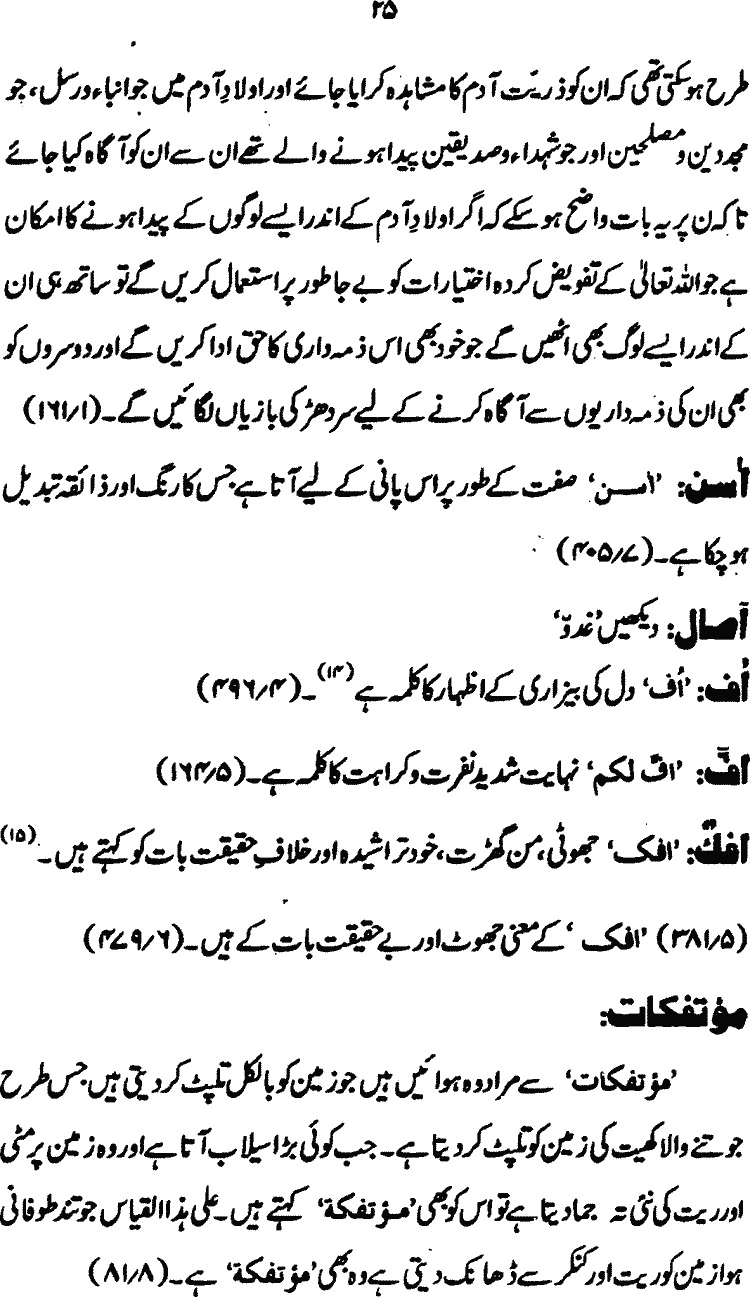 ۲۵
طرح ہو سکتی تھی کہ ان کو ذریّت آدم کا مشاہدہ کرایا جائے اور اولادِ آدم میں جو انباء و رسل، جو
مجددین و مصلحین اور جو شہداء و صدیقین پیدا ہونے والے تھے ان سے ان کو آگاہ کیا جائے
تاکہ ن پر یہ بات واضح ہو سکے کہ اگر اولادِ آدم کے اندر ایسے لوگوں کے پیدا ہونے کا امکان
ہے جو اللہ تعالیٰ کے تفویض کردہ اختیارات کو بے جا طور پر استعمال کریں گے تو ساتھ ہی ان
کے اندر ایسے لوگ بھی اٹھیں گے جو خود بھی اس ذمہ داری کا حق ادا کریں گے اور دوسروں کو
بھی ان کی ذمہ داریوں سے آگاہ کرنے کے لیے سر دھڑ کی بازیاں لگائیں گے۔(۱۶۱/۱)
اٰسن: 'اٰسن' صفت کے طور پر اس پانی کے لیے آتا ہے جس کا رنگ اور ذائقہ تبدیل
ہو چکا ہے۔(۴۰۵/۷)
آصال: دیکھیں 'غدوّ'
اُف: 'اُف' دل کی بیزاری کے اظہار کا کلمہ ہے(۱۴)۔(۴۹۶/۴)
افّ: 'افّ لکم' نہایت شدید نفرت و کراہت کا کلمہ ہے۔(۱۶۴/۵)
افكٌ: 'افک' جھوٹی، من گھڑت، خود تراشیدہ اور خلافِ حقیقت بات کو کہتے ہیں۔(۱۵)
(۳۸۱/۵) 'افک' کے معنی جھوٹ اور بے حقیقت بات کے ہیں۔(۴۷۹/۶)
مؤتفکات:
'مؤتفکات' سے مراد وہ ہوائیں ہیں جو زمین کو بالکل تلپٹ کر دیتی ہیں جس طرح
جوتنے والا کھیت کی زمین کو تلپٹ کر دیتا ہے۔ جب کوئی بڑا سیلاب آتا ہے اور وہ زمین پر مٹی
اور ریت کی نئی تہ جما دیتا ہے تو اس کو بھی 'مؤتفكة' کہتے ہیں۔ علی ہذا القیاس جو تند طوفانی
ہوا زمین کو ریت اور کنکر سے ڈھانک دیتی ہے وہ بھی 'مؤتفكة' ہے۔(۸۱/۸)